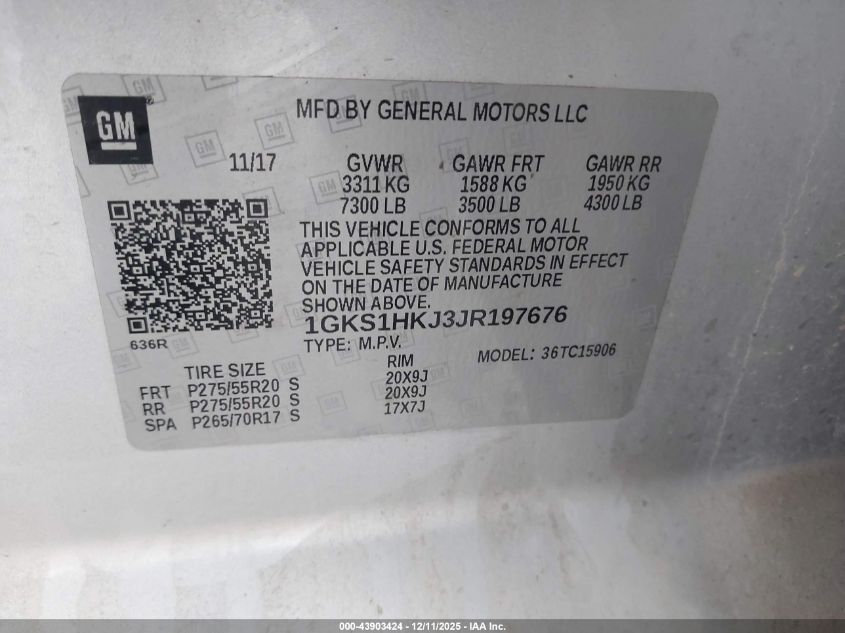 GM
MFD BY GENERAL MOTORS LLC
11/17 GVWR GAWR FRT GAWR RR
3311 KG 1588 KG 1950 KG
7300 LB 3500 LB 4300 LB
THIS VEHICLE CONFORMS TO ALL
APPLICABLE U.S. FEDERAL MOTOR
VEHICLE SAFETY STANDARDS IN EFFECT
ON THE DATE OF MANUFACTURE
SHOWN ABOVE.
1GKS1HKJ3JR197676
636R
TYPE: M.P.V. MODEL: 36TC15906
TIRE SIZE RIM
FRT P275/55R20 S 20X9J
RR P275/55R20 S 20X9J
SPA P265/70R17 S 17X7J
000-43903424 - 12/11/2025 - IAA Inc.